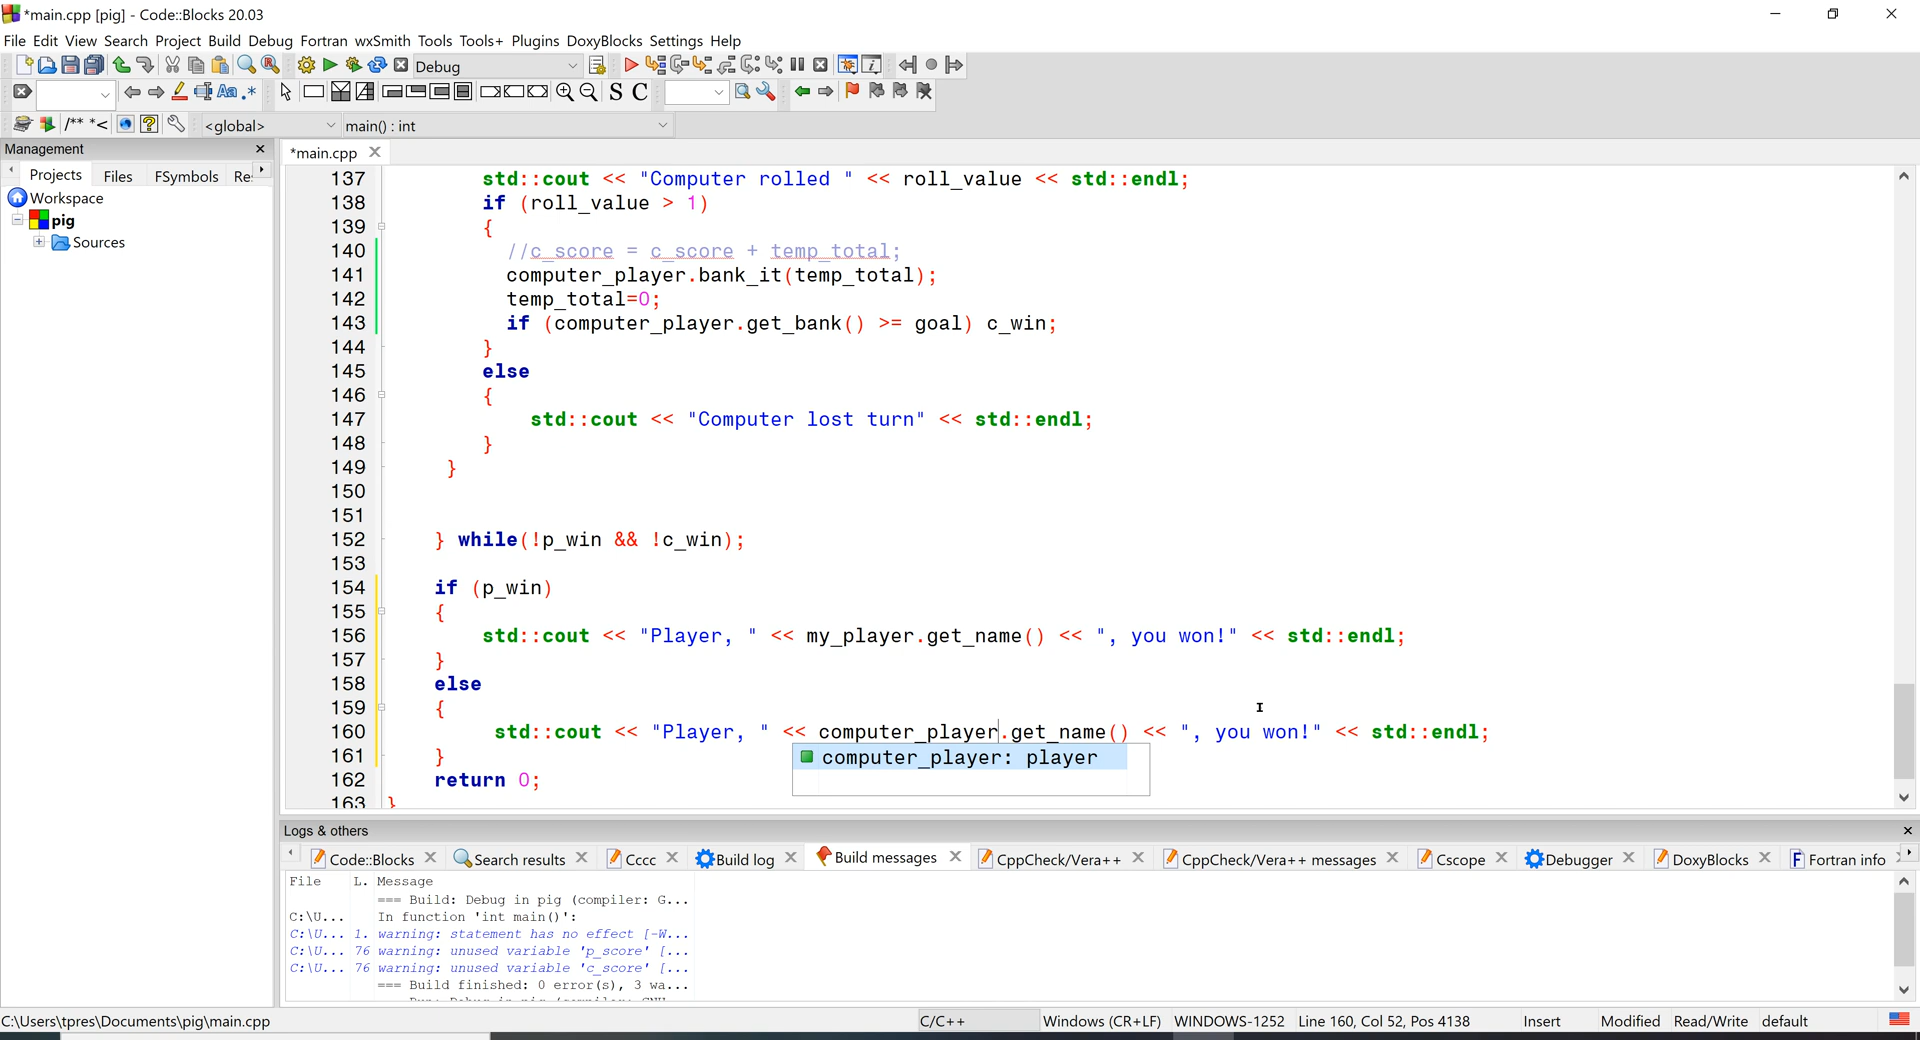 *main.cpp [pig] - Code::Blocks 20.03
File Edit View Search Project Build Debug Fortran wxSmith Tools Tools+ Plugins DoxyBlocks Settings Help
Debug
S C
Aa .*
/** *< <global> main() : int
Management
*main.cpp
Projects Files FSymbols Re:
Workspace
pig
Sources
137 std::cout << "Computer rolled " << roll_value << std::endl;
138 if (roll_value > 1)
139 {
140 //c_score = c_score + temp_total;
141 computer_player.bank_it(temp_total);
142 temp_total=0;
143 if (computer_player.get_bank() >= goal) c_win;
144 }
145 else
146 {
147 std::cout << "Computer lost turn" << std::endl;
148 }
149 }
150
151
152 } while(!p_win && !c_win);
153
154 if (p_win)
155 {
156 std::cout << "Player, " << my_player.get_name() << ", you won!" << std::endl;
157 }
158 else
159 {
160 std::cout << "Player, " << computer_player.get_name() << ", you won!" << std::endl;
computer_player: player
161 }
162 return 0;
163 }
Logs & others
Code::Blocks Search results Cccc Build log Build messages CppCheck/Vera++ CppCheck/Vera++ messages Cscope Debugger DoxyBlocks Fortran info
File L. Message
=== Build: Debug in pig (compiler: G...
C:\U... In function 'int main()':
C:\U... 1. warning: statement has no effect [-W...
C:\U... 76 warning: unused variable 'p_score' [...
C:\U... 76 warning: unused variable 'c_score' [...
=== Build finished: 0 error(s), 3 wa...
C:\Users\tpres\Documents\pig\main.cpp C/C++ Windows (CR+LF) WINDOWS-1252 Line 160, Col 52, Pos 4138 Insert Modified Read/Write default